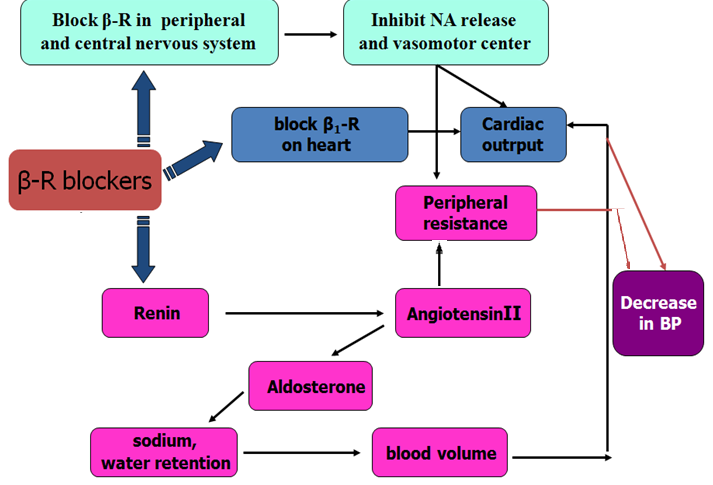 Block β-R in peripheral
and central nervous system
Inhibit NA release
and vasomotor center
block β₁-R
on heart
Cardiac
outrput
β-R blockers
Peripheral
resistance
Renin
AngiotensinII
Decrease
in BP
Aldosterone
sodium,
water retention
blood volume